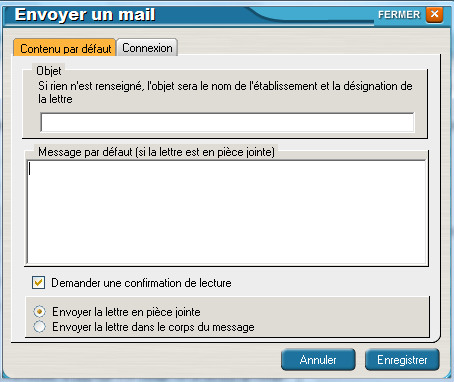 Envoyer un mail
FERMER
Contenu par défaut
Connexion
Objet
Si rien n'est renseigné, l'objet sera le nom de l'établissement et la désignation de
la lettre
Message par défaut (si la lettre est en pièce jointe)
Demander une confirmation de lecture
Envoyer la lettre en pièce jointe
Envoyer la lettre dans le corps du message
Annuler
Enregistrer